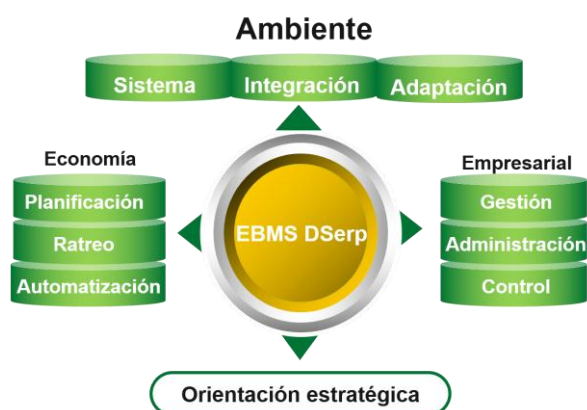 Ambiente
Sistema Integración Adaptación
Economía
Planificación
Ratreo
Automatización
EBMS DSerp
Empresarial
Gestión
Administración
Control
Orientación estratégica